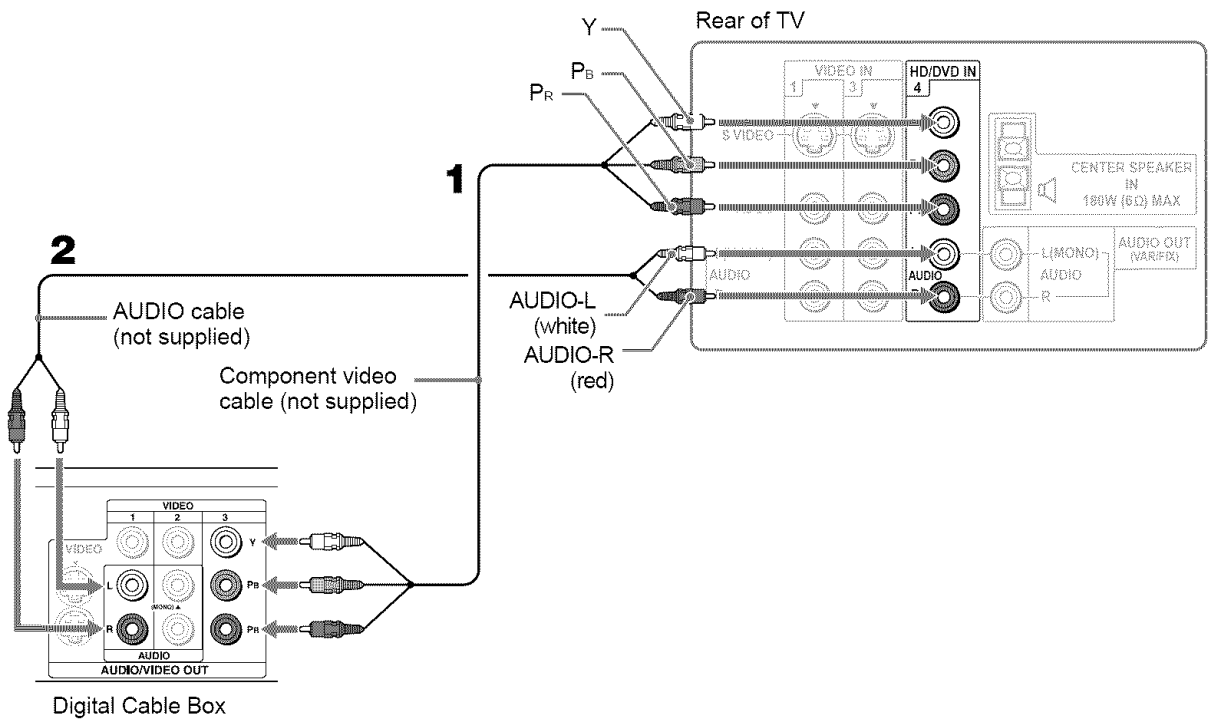 Rear of TV
Y
PB
PR
VIDEO IN
1
3
HD/DVD IN
4
S VIDEO
CENTER SPEAKER
IN
180W (6Ω) MAX
1
2
L(MONO)
AUDIO
R
AUDIO OUT
(VAR/FIX)
AUDIO
AUDIO
AUDIO-L
(white)
AUDIO-R
(red)
AUDIO cable
(not supplied)
Component video
cable (not supplied)
VIDEO
1
2
3
VIDEO
Y
L
PB
(MONO)
R
PR
AUDIO
AUDIO/VIDEO OUT
Digital Cable Box